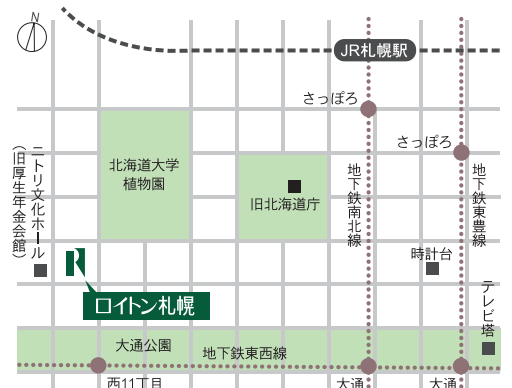 N
JR札幌駅
さっぽろ
さっぽろ
北海道大学
植物園
旧北海道庁
地下鉄南北線
地下鉄東豊線
ニトリ文化ホール
（旧厚生年金会館）
時計台
R
ロイトン札幌
テレビ塔
大通公園
地下鉄東西線
西11丁目
大通
大通